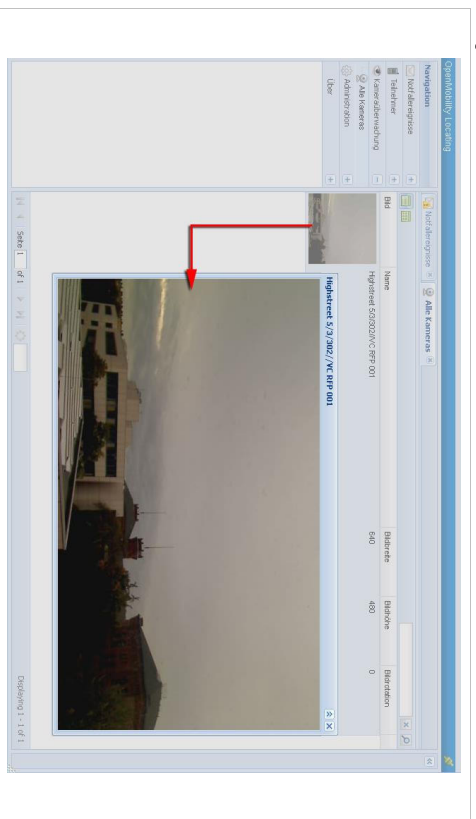 OpenMobility Locating
Navigation
Notfallereignisse
Teilnehmer
Kameraüberwachung
Alle Kameras
Administration
Über
Notfallereignisse
Alle Kameras
Bild Name Bildbreite Bildhöhe Bildrotation
Highstreet 5/3/302//VC RFP 001 640 480 0
Highstreet 5/3/302//VC RFP 001
Seite 1 of 1
Displaying 1 - 1 of 1